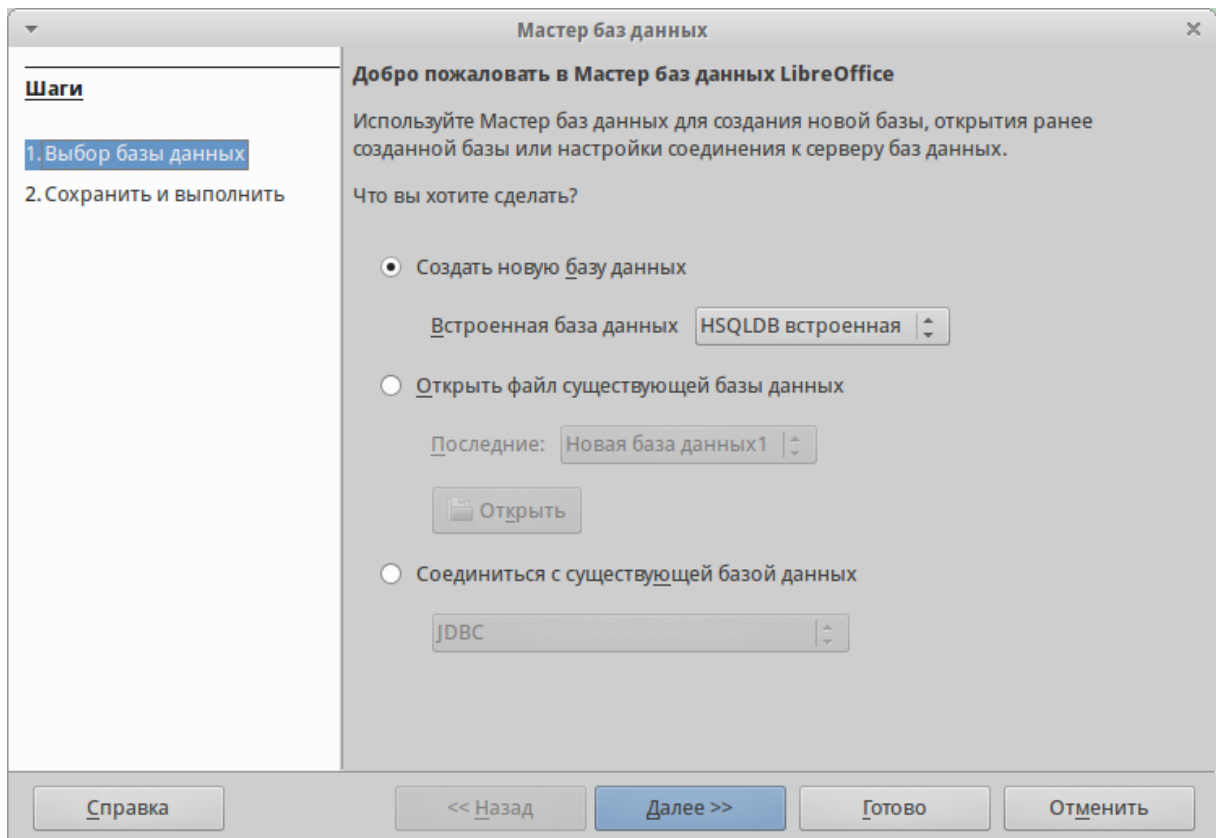 Мастер баз данных
Шаги
1. Выбор базы данных
2. Сохранить и выполнить
Добро пожаловать в Мастер баз данных LibreOffice
Используйте Мастер баз данных для создания новой базы, открытия ранее
созданной базы или настройки соединения к серверу баз данных.
Что вы хотите сделать?
Создать новую базу данных
Встроенная база данных HSQLDB встроенная
Открыть файл существующей базы данных
Последние: Новая база данных1
Открыть
Соединиться с существующей базой данных
JDBC
Справка << Назад Далее >> Готово Отменить